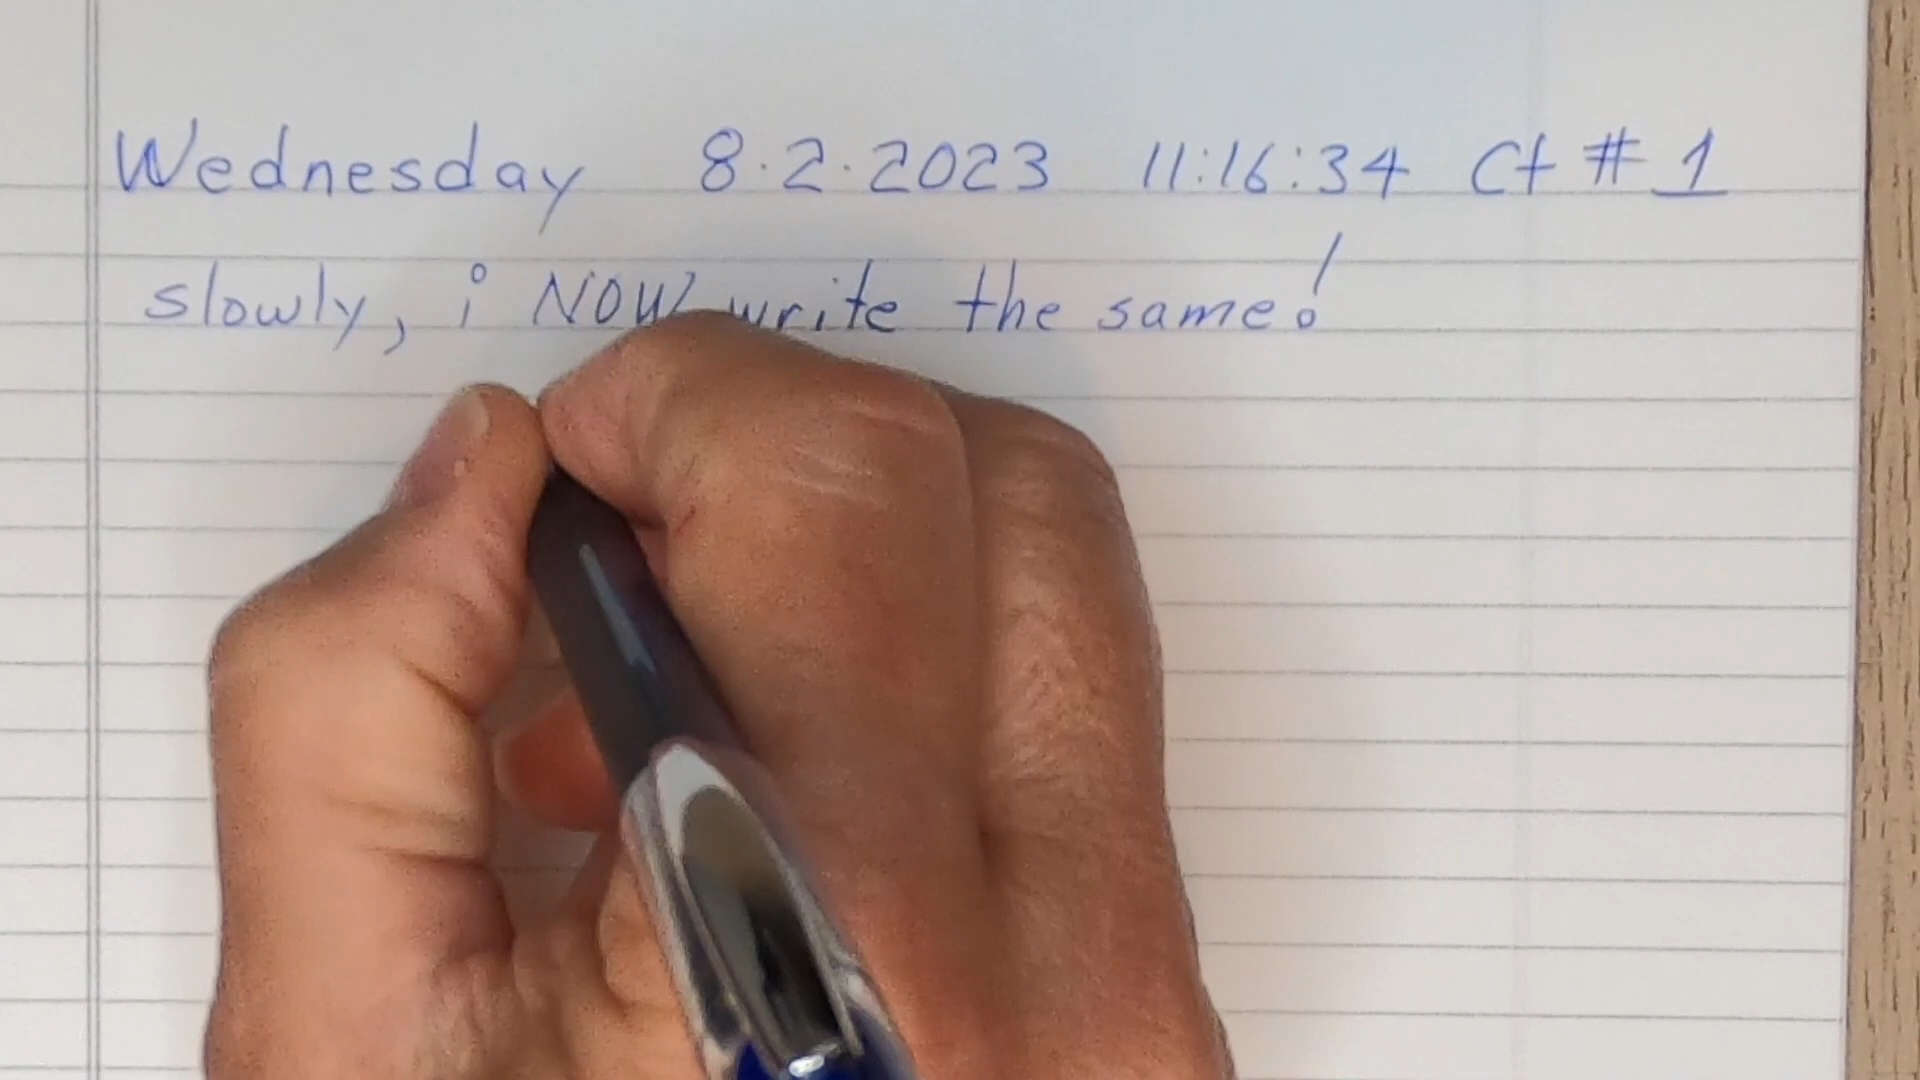 Wednesday 8.2.2023 11:16:34 Ct # 1
slowly, i NOW write the same!